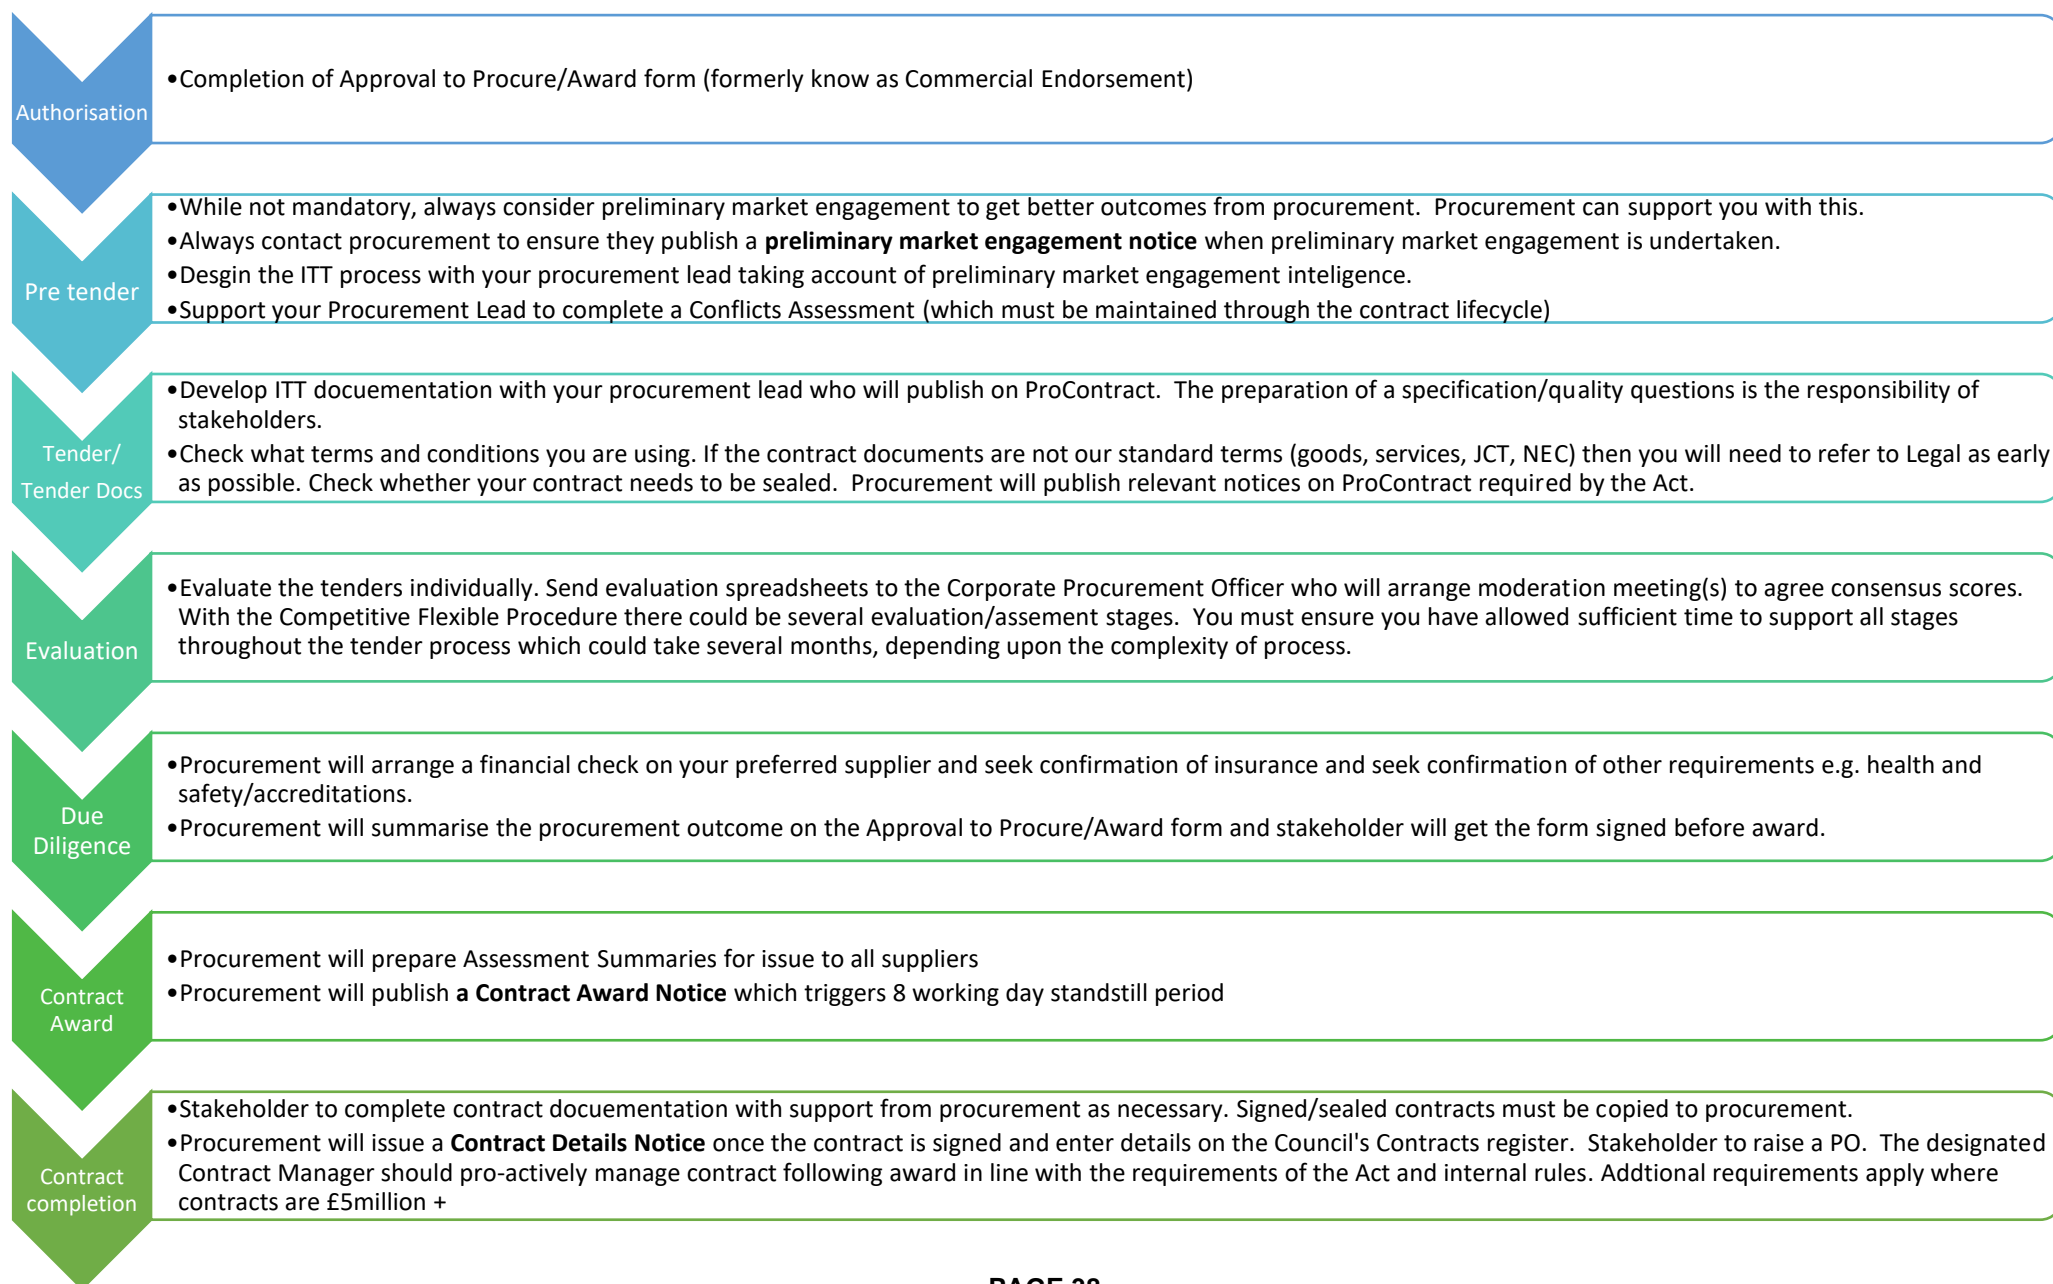 Authorisation
•Completion of Approval to Procure/Award form (formerly know as Commercial Endorsement)
Pre tender
•While not mandatory, always consider preliminary market engagement to get better outcomes from procurement.  Procurement can support you with this.
•Always contact procurement to ensure they publish a preliminary market engagement notice when preliminary market engagement is undertaken.
•Desgin the ITT process with your procurement lead taking account of preliminary market engagement inteligence.
•Support your Procurement Lead to complete a Conflicts Assessment (which must be maintained through the contract lifecycle)
Tender/
Tender Docs
•Develop ITT docuementation with your procurement lead who will publish on ProContract.  The preparation of a specification/quality questions is the responsibility of
stakeholders.
•Check what terms and conditions you are using. If the contract documents are not our standard terms (goods, services, JCT, NEC) then you will need to refer to Legal as early
as possible. Check whether your contract needs to be sealed.  Procurement will publish relevant notices on ProContract required by the Act.
Evaluation
•Evaluate the tenders individually. Send evaluation spreadsheets to the Corporate Procurement Officer who will arrange moderation meeting(s) to agree consensus scores.
With the Competitive Flexible Procedure there could be several evaluation/assement stages.  You must ensure you have allowed sufficient time to support all stages
throughout the tender process which could take several months, depending upon the complexity of process.
Due
Diligence
•Procurement will arrange a financial check on your preferred supplier and seek confirmation of insurance and seek confirmation of other requirements e.g. health and
safety/accreditations.
•Procurement will summarise the procurement outcome on the Approval to Procure/Award form and stakeholder will get the form signed before award.
Contract
Award
•Procurement will prepare Assessment Summaries for issue to all suppliers
•Procurement will publish a Contract Award Notice which triggers 8 working day standstill period
Contract
completion
•Stakeholder to complete contract docuementation with support from procurement as necessary. Signed/sealed contracts must be copied to procurement.
•Procurement will issue a Contract Details Notice once the contract is signed and enter details on the Council's Contracts register.  Stakeholder to raise a PO.  The designated
Contract Manager should pro-actively manage contract following award in line with the requirements of the Act and internal rules. Addtional requirements apply where
contracts are £5million +